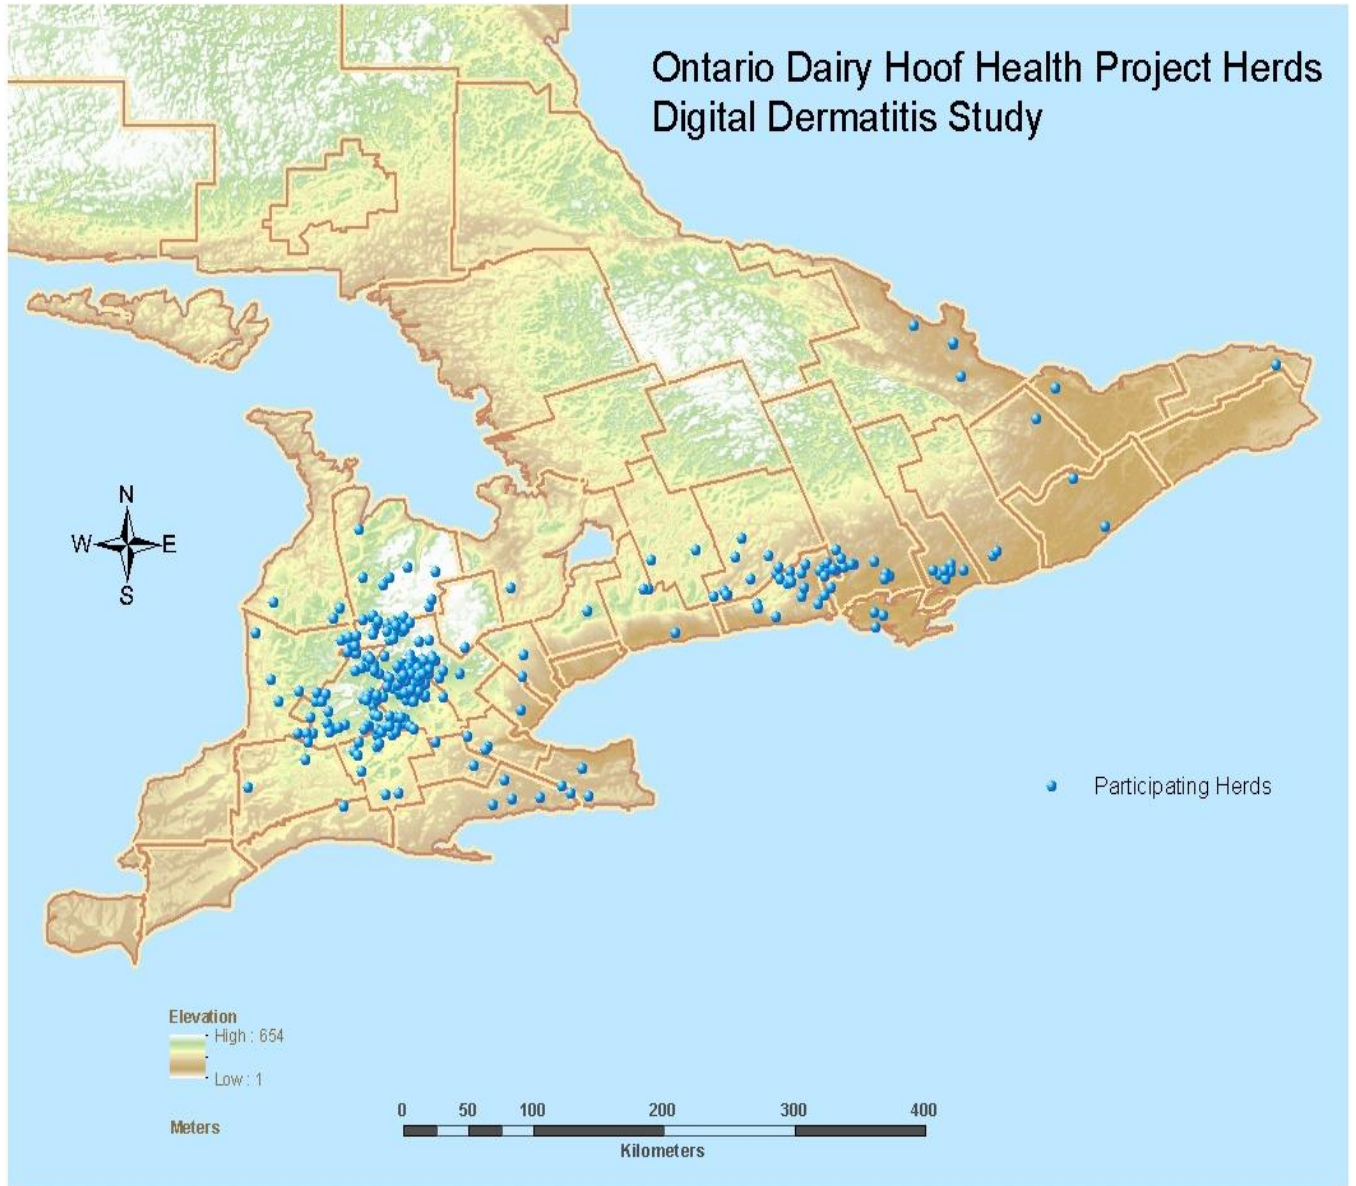 Ontario Dairy Hoof Health Project Herds
Digital Dermatitis Study
N
W E
S
Participating Herds
Elevation
High : 654
Low : 1
Meters
0 50 100 200 300 400
Kilometers